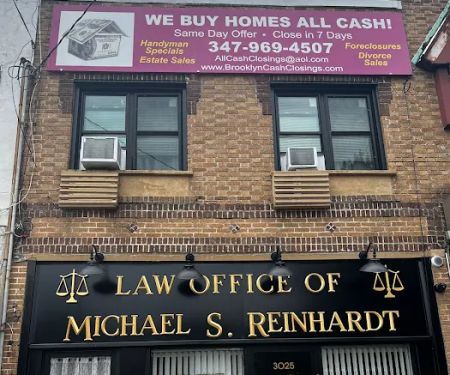 WE BUY HOMES ALL CASH!
Same Day Offer • Close in 7 Days
Handyman Specials
Estate Sales
347-969-4507
Foreclosures
Divorce Sales
AllCashClosings@aol.com
www.BrooklynCashClosings.com
LAW OFFICE OF
MICHAEL S. REINHARDT
3025